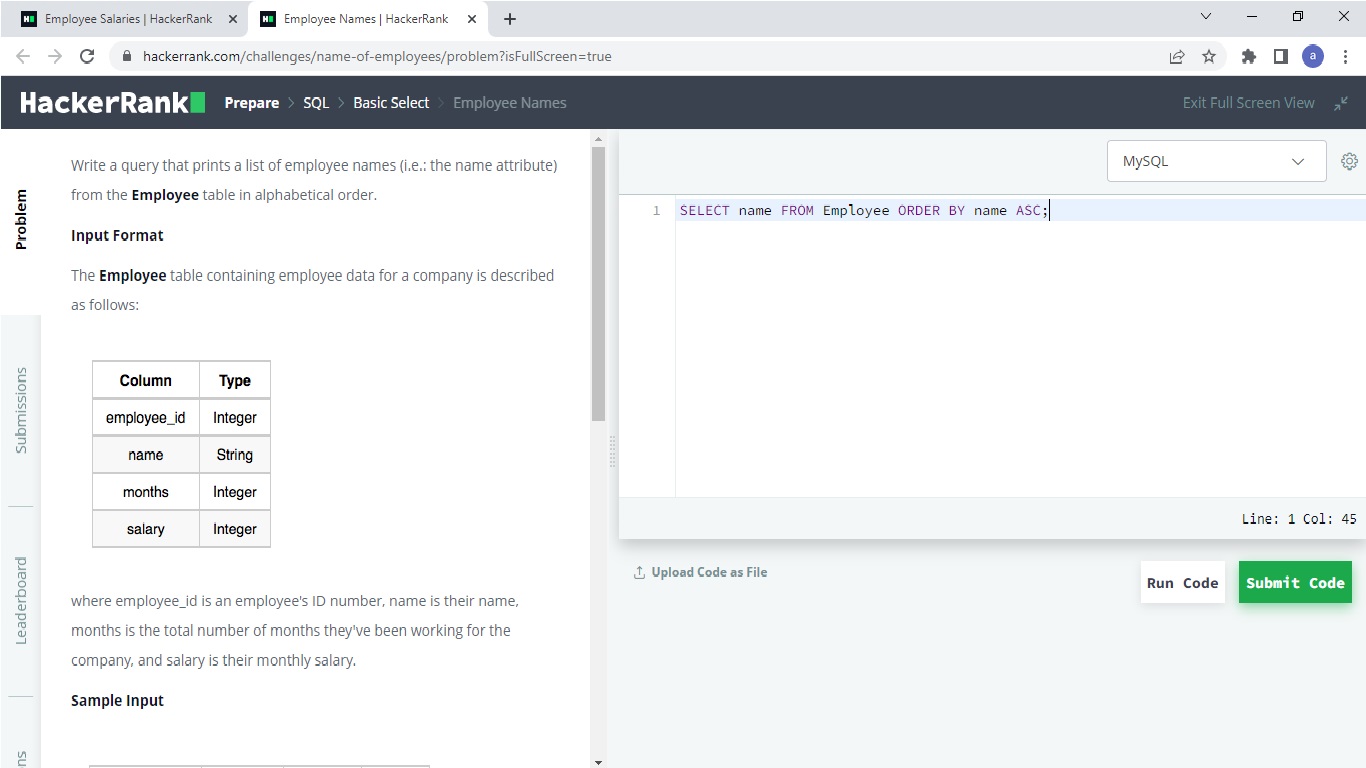 Employee Salaries | HackerRank
Employee Names | HackerRank
hackerrank.com/challenges/name-of-employees/problem?isFullScreen=true
a
HackerRank
Prepare > SQL > Basic Select > Employee Names
Exit Full Screen View
Problem
Submissions
Leaderboard
ns
Write a query that prints a list of employee names (i.e.: the name attribute)
from the Employee table in alphabetical order.
Input Format
The Employee table containing employee data for a company is described
as follows:
Column Type
employee_id Integer
name String
months Integer
salary Integer
where employee_id is an employee's ID number, name is their name,
months is the total number of months they've been working for the
company, and salary is their monthly salary.
Sample Input
MySQL
1 SELECT name FROM Employee ORDER BY name ASC;
1
Line: 1 Col: 45
Upload Code as File
Run Code
Submit Code